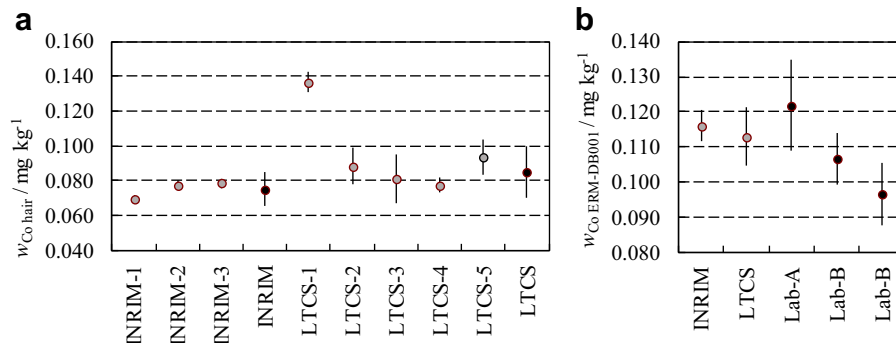 a
w Co hair / mg kg-1
0.160
0.140
0.120
0.100
0.080
0.060
0.040
INRIM-1
INRIM-2
INRIM-3
INRIM
LTCS-1
LTCS-2
LTCS-3
LTCS-4
LTCS-5
LTCS
b
w Co ERM-DB001 / mg kg-1
0.140
0.130
0.120
0.110
0.100
0.090
0.080
INRIM
LTCS
Lab-A
Lab-B
Lab-B